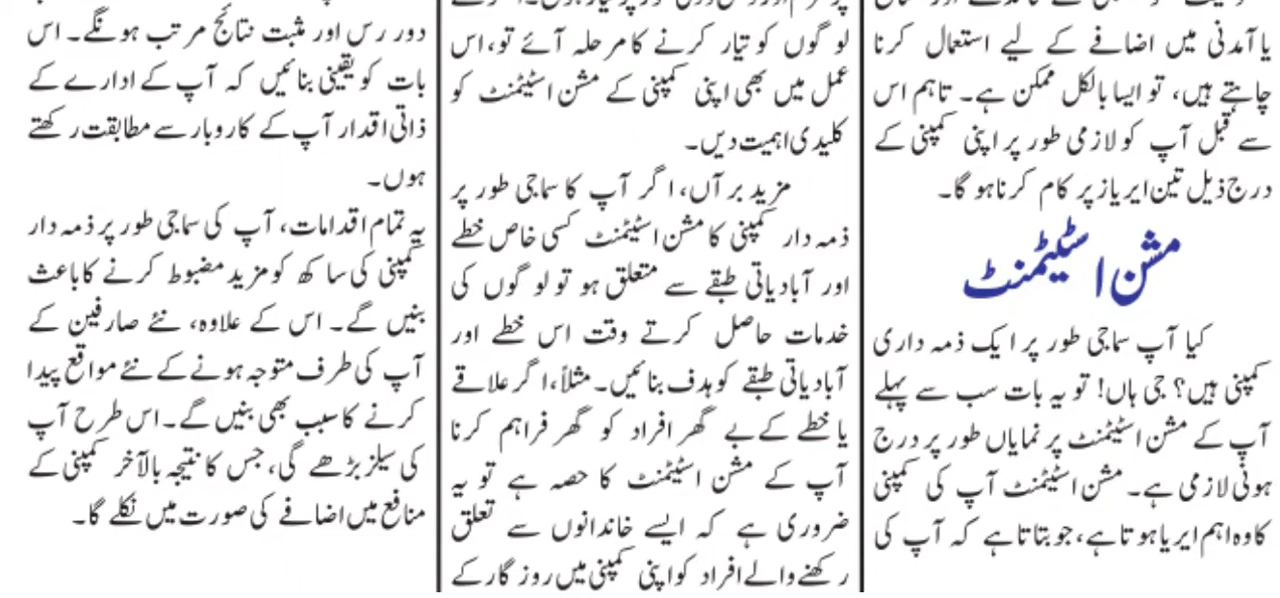 یا آمدنی میں اضافے کے لیے استعمال کرنا
چاہتے ہیں، تو ایسا بالکل ممکن ہے۔ تاہم اس
سے قبل آپ کو لازمی طور پر اپنی کمپنی کے
درج ذیل تین ایریاز پر کام کرنا ہو گا۔
مشن اسٹیٹمنٹ
کیا آپ سماجی طور پر ایک ذمہ داری
کمپنی ہیں؟ جی ہاں! تو یہ بات سب سے پہلے
آپ کے مشن اسٹیٹمنٹ پر نمایاں طور پر درج
ہونی لازمی ہے۔ مشن اسٹیٹمنٹ آپ کی کمپنی
کا وہ اہم ایریا ہوتا ہے، جو بتاتا ہے کہ آپ کی
لوگوں کو تیار کرنے کا مرحلہ آئے تو، اس
عمل میں بھی اپنی کمپنی کے مشن اسٹیٹمنٹ کو
کلیدی اہمیت دیں۔
مزید بر آں، اگر آپ کا سماجی طور پر
ذمہ دار کمپنی کا مشن اسٹیٹمنٹ کسی خاص خطے
اور آبادیاتی طبقے سے متعلق ہو تو لوگوں کی
خدمات حاصل کرتے وقت اس خطے اور
آبادیاتی طبقے کو ہدف بنائیں۔ مثلاً، اگر علاقے
یا خطے کے بے گھر افراد کو گھر فراہم کرنا
آپ کے مشن اسٹیٹمنٹ کا حصہ ہے تو یہ
ضروری ہے کہ ایسے خاندانوں سے تعلق
رکھنے والے افراد کو اپنی کمپنی میں روزگار کے
دور رس اور مثبت نتائج مرتب ہونگے۔ اس
بات کو یقینی بنائیں کہ آپ کے ادارے کے
ذاتی اقدار آپ کے کاروبار سے مطابقت رکھتے
ہوں۔
یہ تمام اقدامات، آپ کی سماجی طور پر ذمہ دار
کمپنی کی ساکھ کو مزید مضبوط کرنے کا باعث
بنیں گے۔ اس کے علاوہ، نئے صارفین کے
آپ کی طرف متوجہ ہونے کے نئے مواقع پیدا
کرنے کا سبب بھی بنیں گے۔ اس طرح آپ
کی سیلز بڑھے گی، جس کا نتیجہ بالآخر کمپنی کے
منافع میں اضافے کی صورت میں نکلے گا۔